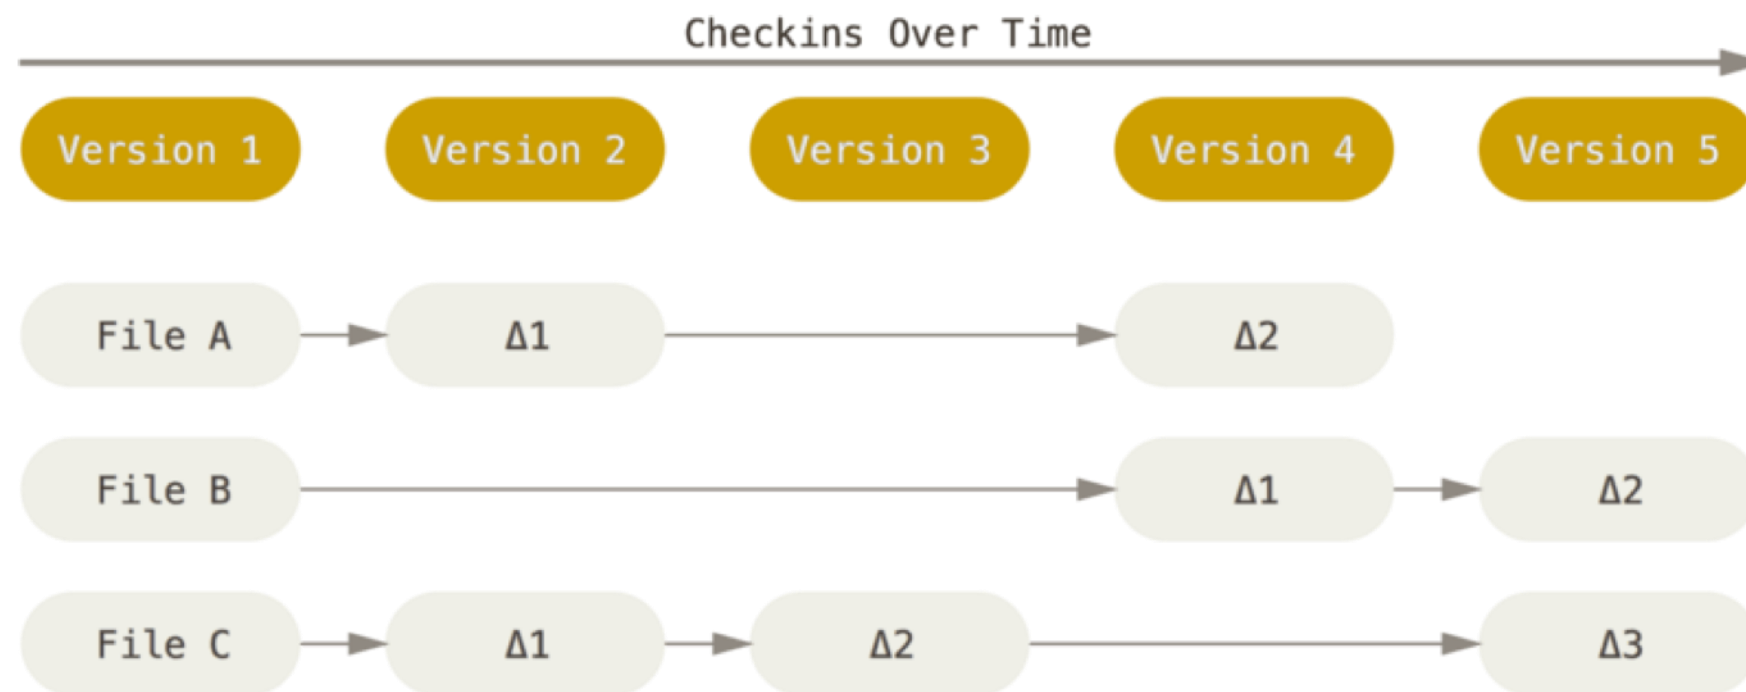 Checkins Over Time
Version 1 Version 2 Version 3 Version 4 Version 5
File A Δ1 Δ2
File B Δ1 Δ2
File C Δ1 Δ2 Δ3